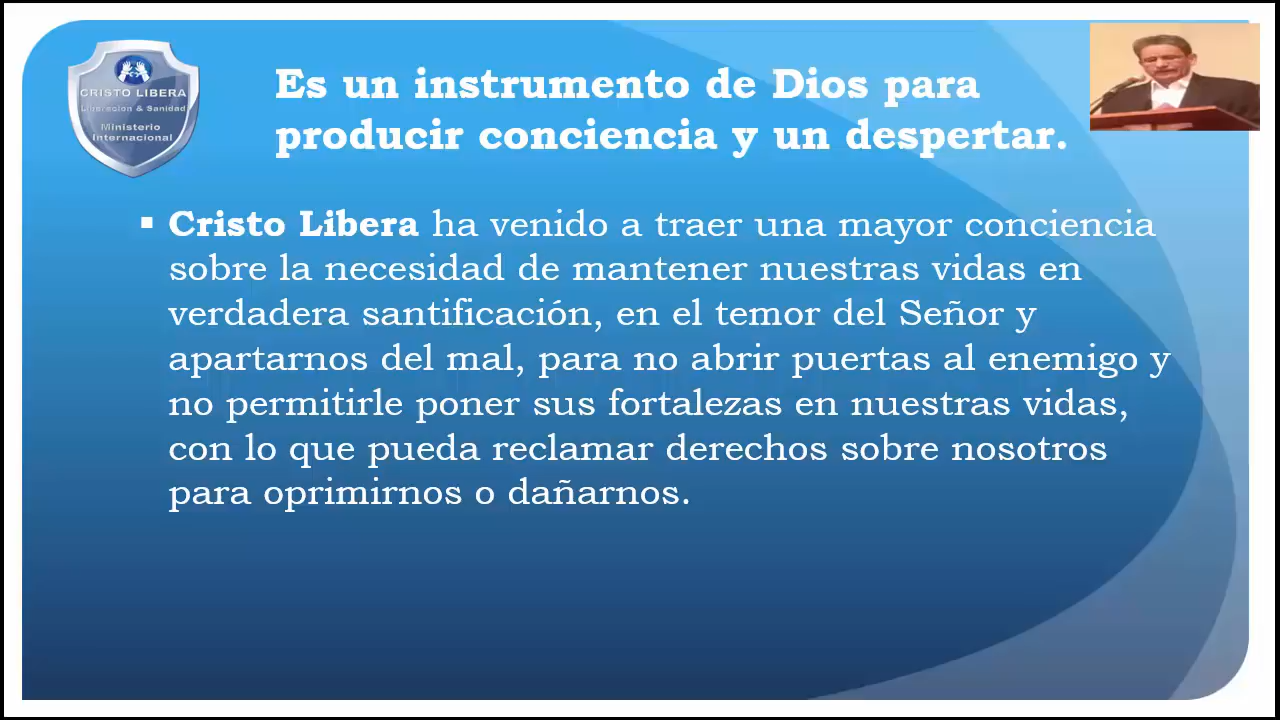 CRISTO LIBERA
Liberación & Sanidad
Ministerio
Internacional
Es un instrumento de Dios para
producir conciencia y un despertar.
▪ Cristo Libera ha venido a traer una mayor conciencia
sobre la necesidad de mantener nuestras vidas en
verdadera santificación, en el temor del Señor y
apartarnos del mal, para no abrir puertas al enemigo y
no permitirle poner sus fortalezas en nuestras vidas,
con lo que pueda reclamar derechos sobre nosotros
para oprimirnos o dañarnos.